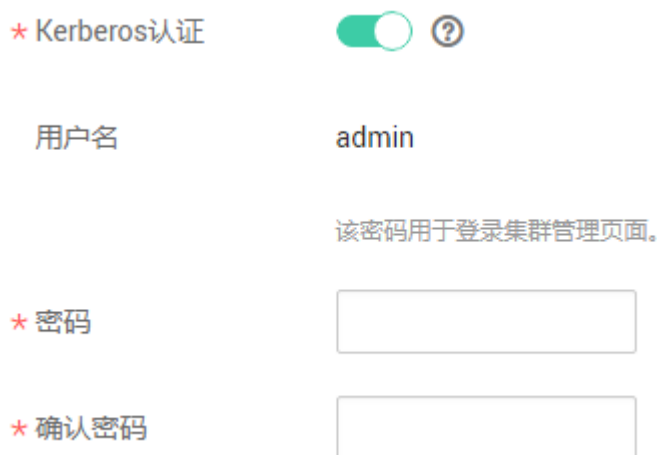 * Kerberos认证
用户名 admin
该密码用于登录集群管理页面。
* 密码
* 确认密码